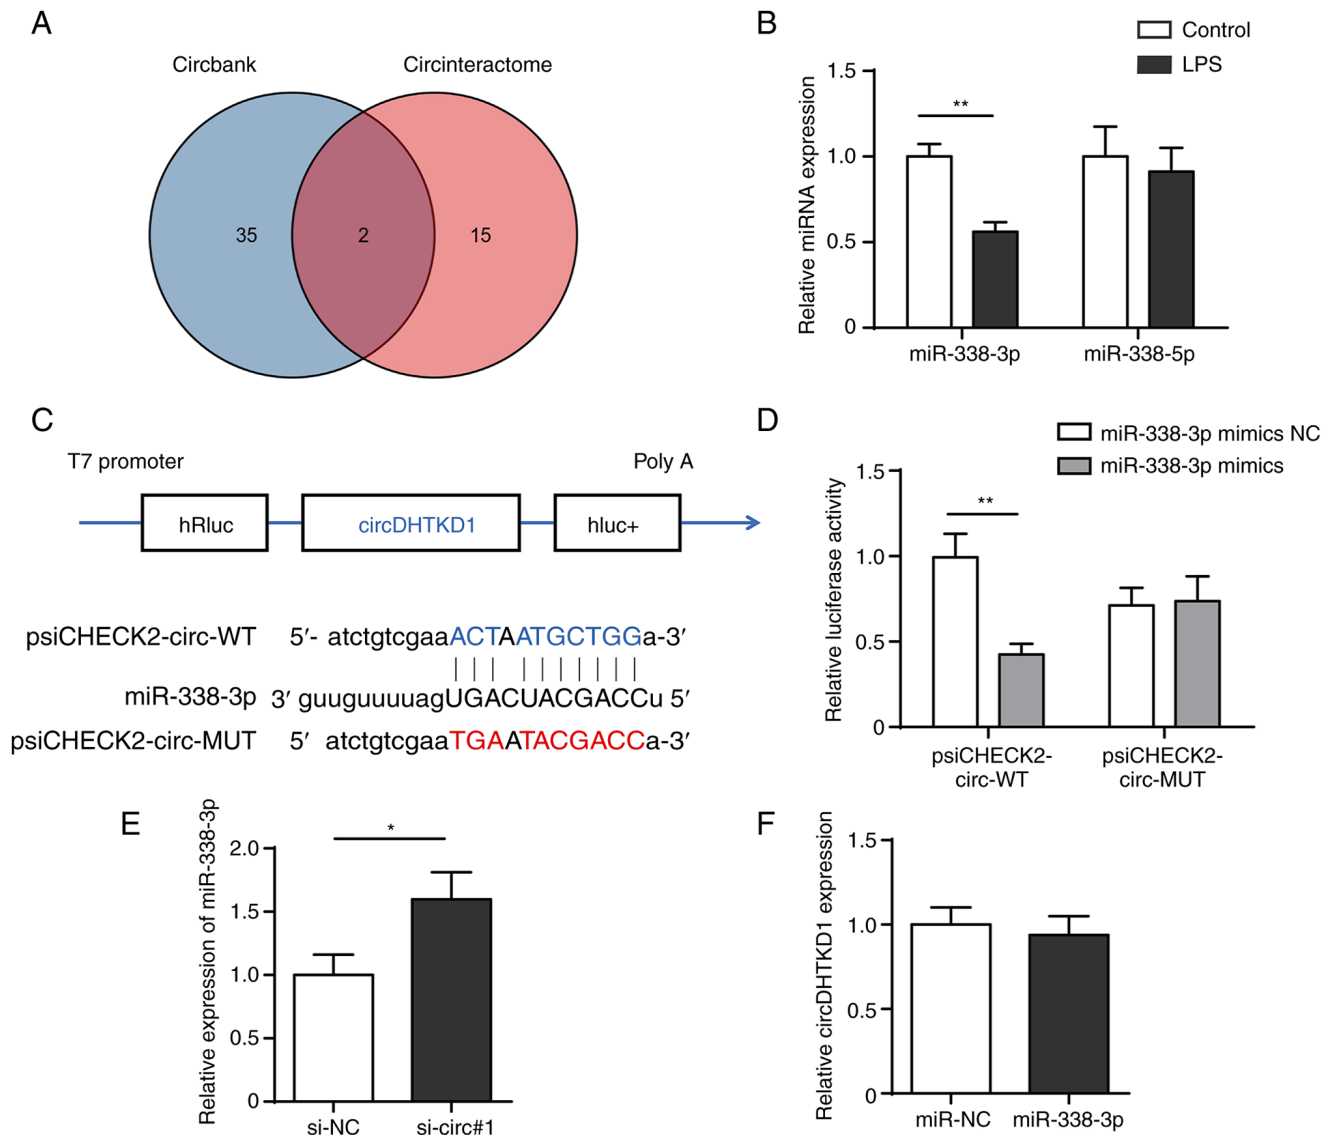 A
Circbank
Circinteractome
35
2
15
B
Control
LPS
Relative miRNA expression
1.5
1.0
0.5
0
**
miR-338-3p
miR-338-5p
C
T7 promoter
Poly A
hRluc
circDHTKD1
hluc+
psiCHECK2-circ-WT 5′- atctgtcgaaACTAATGCTGGa-3′
miR-338-3p 3′ guuguuuuagUGACUACGACCu 5′
psiCHECK2-circ-MUT 5′ atctgtcgaaTGAATACGACCa-3′
D
miR-338-3p mimics NC
miR-338-3p mimics
Relative luciferase activity
1.5
1.0
0.5
0
**
psiCHECK2-
circ-WT
psiCHECK2-
circ-MUT
E
Relative expression of miR-338-3p
2.0
1.5
1.0
0.5
0
*
si-NC
si-circ#1
F
Relative circDHTKD1 expression
1.5
1.0
0.5
0
miR-NC
miR-338-3p